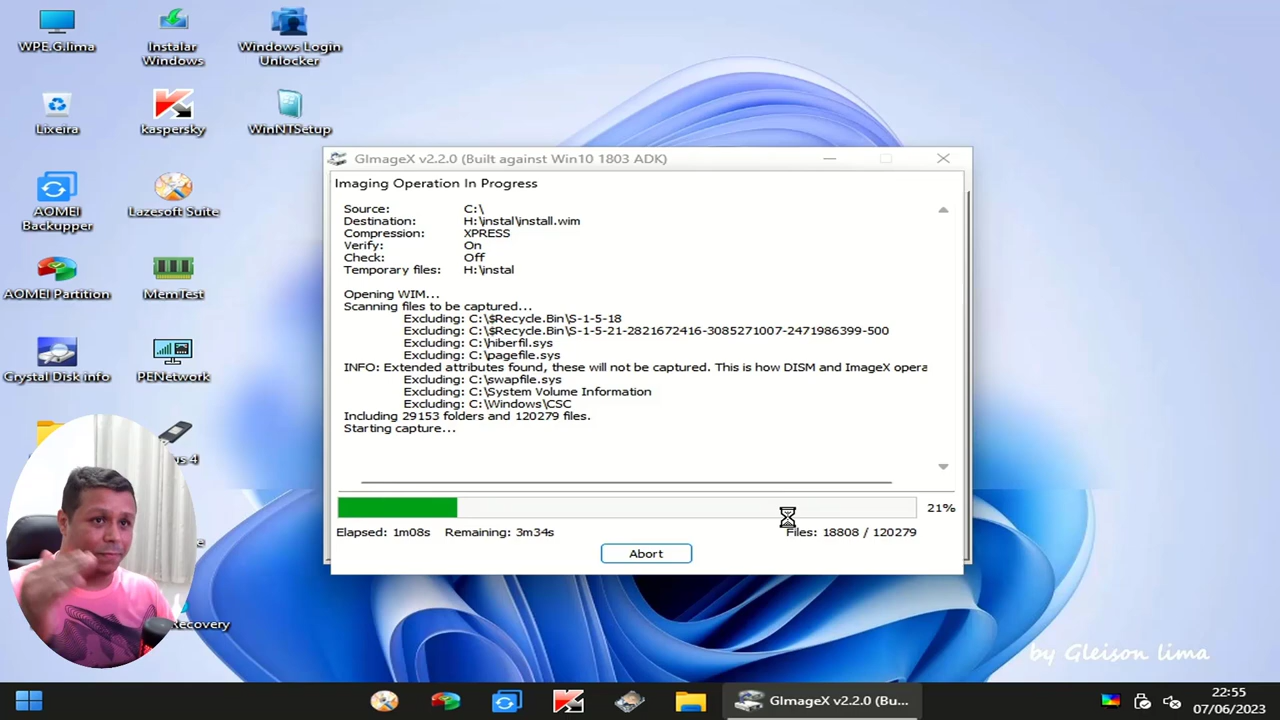 WPE.G.lima
Instalar
Windows
Windows Login
Unlocker
Lixeira
kaspersky
WinNTSetup
AOMEI
Backupper
Lazesoft Suite
AOMEI Partition
MemTest
Crystal Disk info
PENetwork
GImageX v2.2.0 (Built against Win10 1803 ADK)
Imaging Operation In Progress
Source: C:\
Destination: H:\instal\install.wim
Compression: XPRESS
Verify: On
Check: Off
Temporary files: H:\instal
Opening WIM...
Scanning files to be captured...
Excluding: C:\$Recycle.Bin\S-1-5-18
Excluding: C:\$Recycle.Bin\S-1-5-21-2821672416-3085271007-2471986399-500
Excluding: C:\hiberfil.sys
Excluding: C:\pagefile.sys
INFO: Extended attributes found, these will not be captured. This is how DISM and ImageX opera
Excluding: C:\swapfile.sys
Excluding: C:\System Volume Information
Excluding: C:\Windows\CSC
Including 29153 folders and 120279 files.
Starting capture...
21%
Elapsed: 1m08s Remaining: 3m34s Files: 18808 / 120279
Abort
Recovery
by Gleison lima
GImageX v2.2.0 (Bu...
22:55
07/06/2023